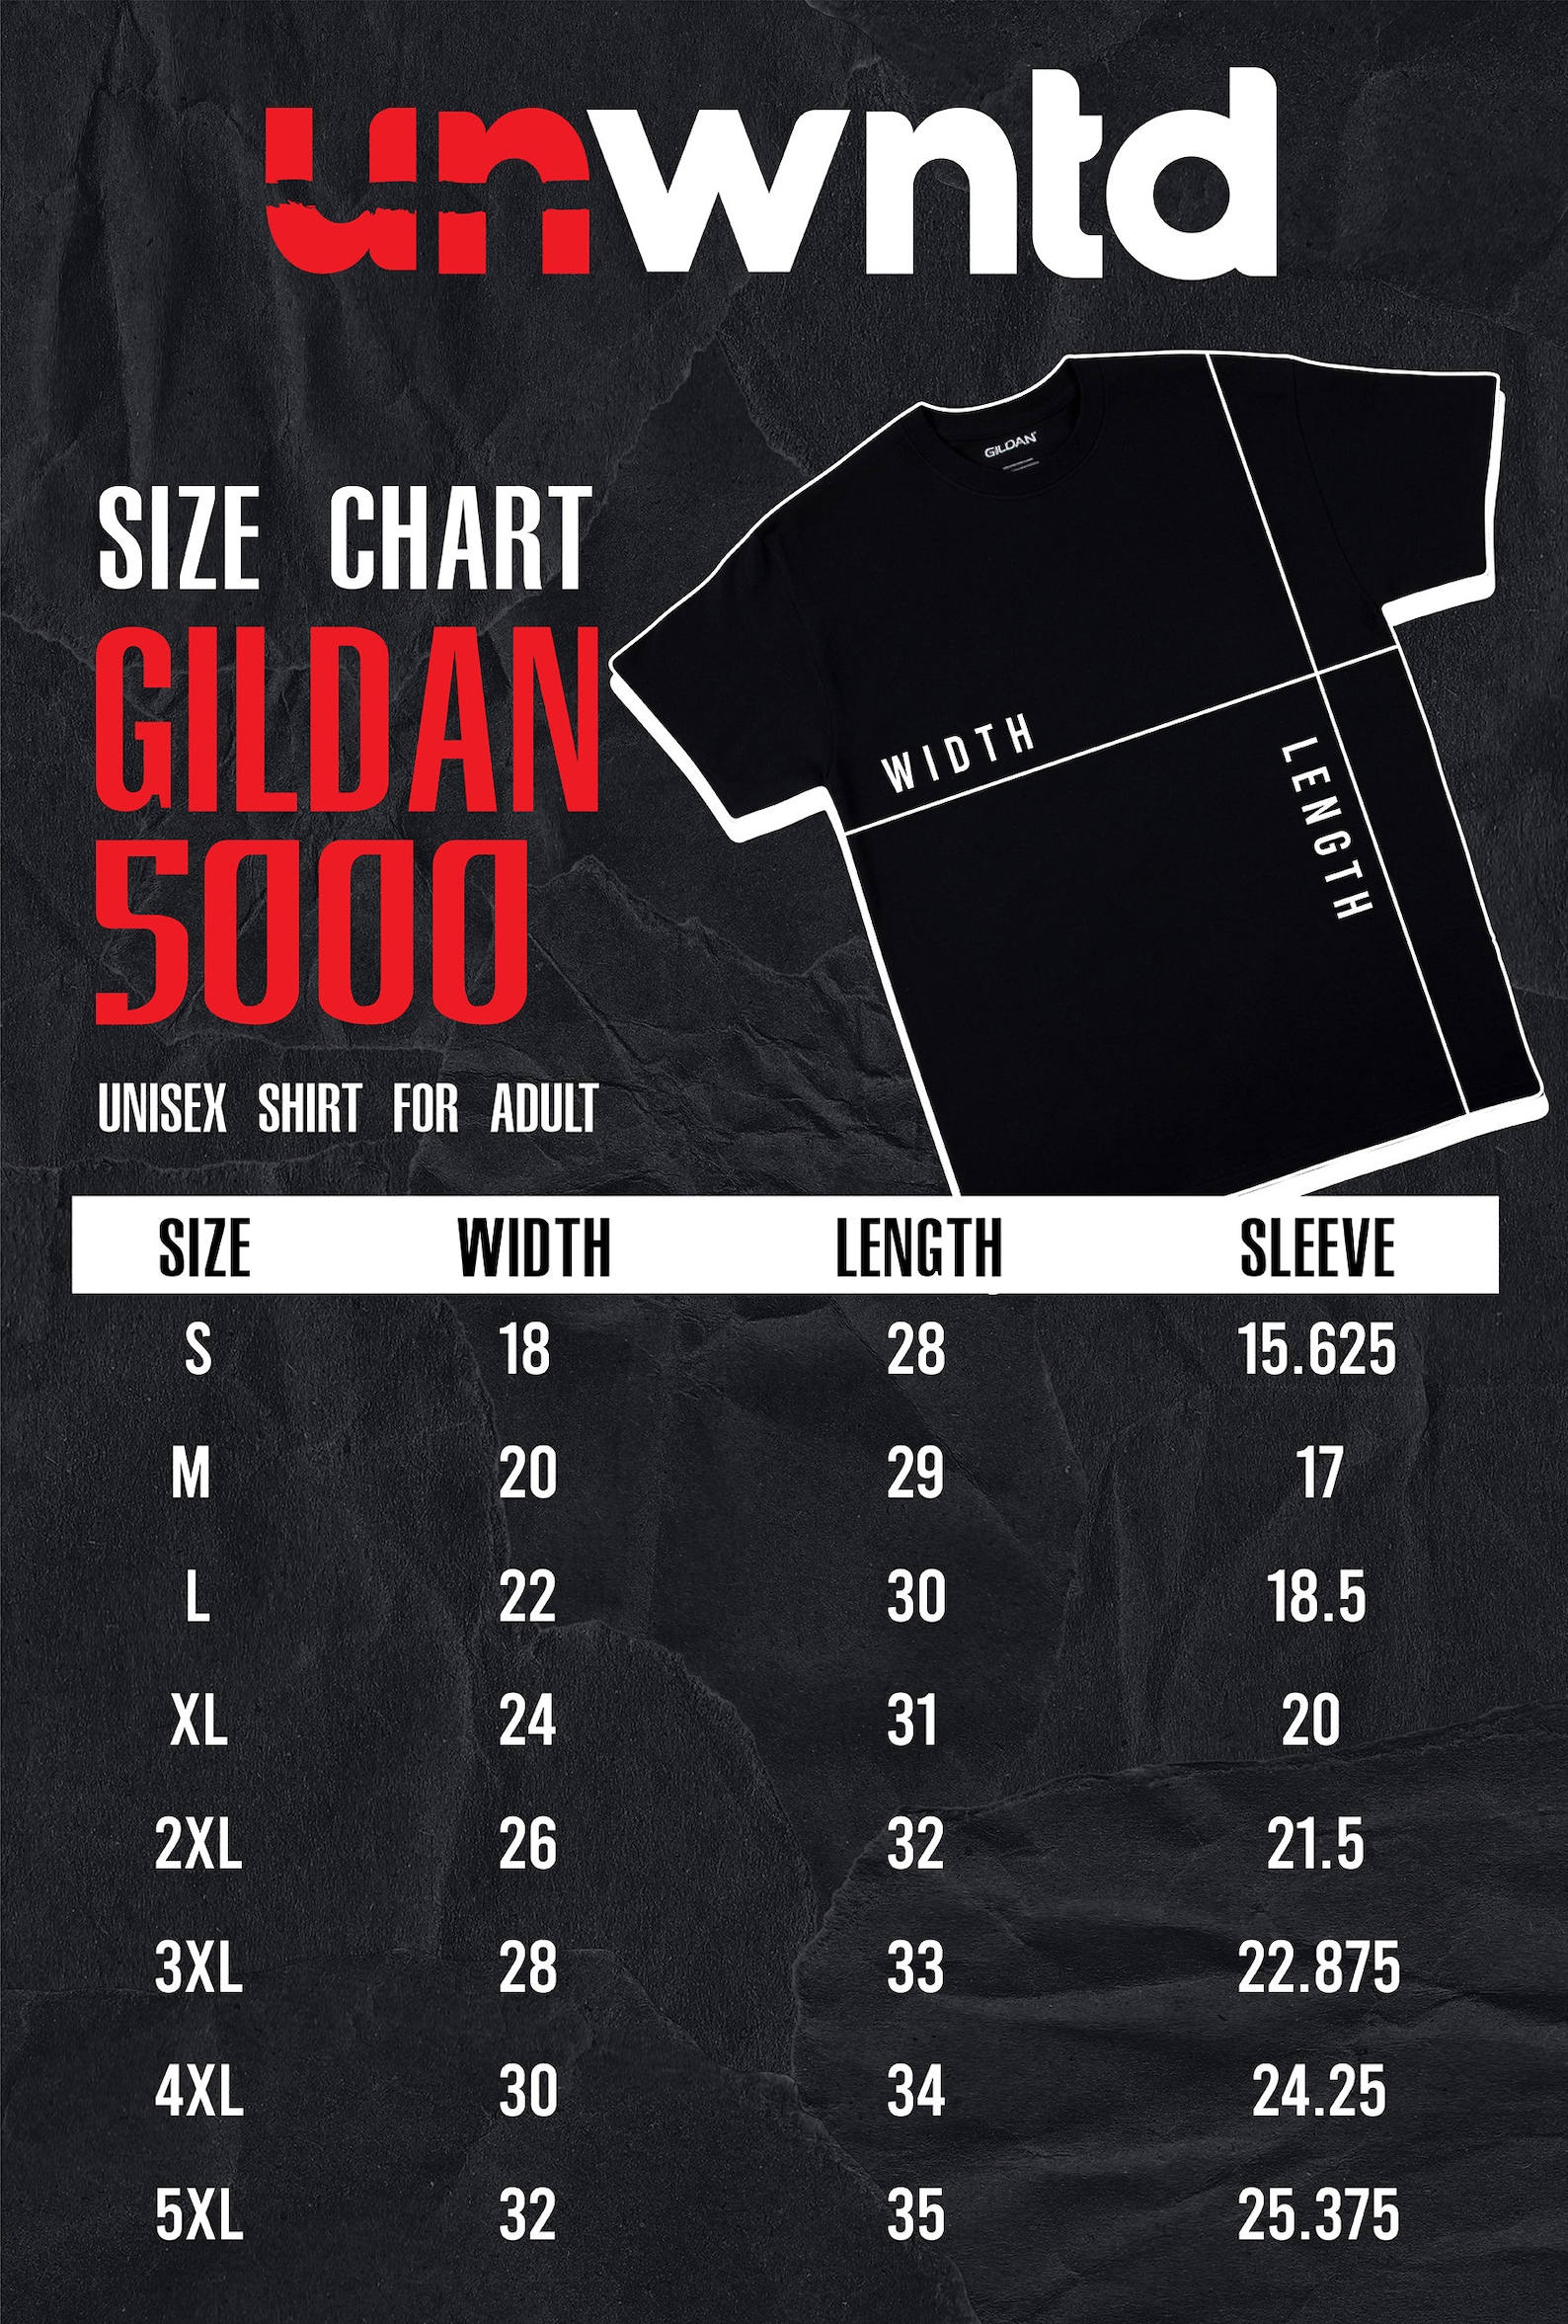 unwntd
GILDAN
SIZE CHART
GILDAN
5000
WIDTH
LENGTH
UNISEX SHIRT FOR ADULT
SIZE WIDTH LENGTH SLEEVE
S 18 28 15.625
M 20 29 17
L 22 30 18.5
XL 24 31 20
2XL 26 32 21.5
3XL 28 33 22.875
4XL 30 34 24.25
5XL 32 35 25.375